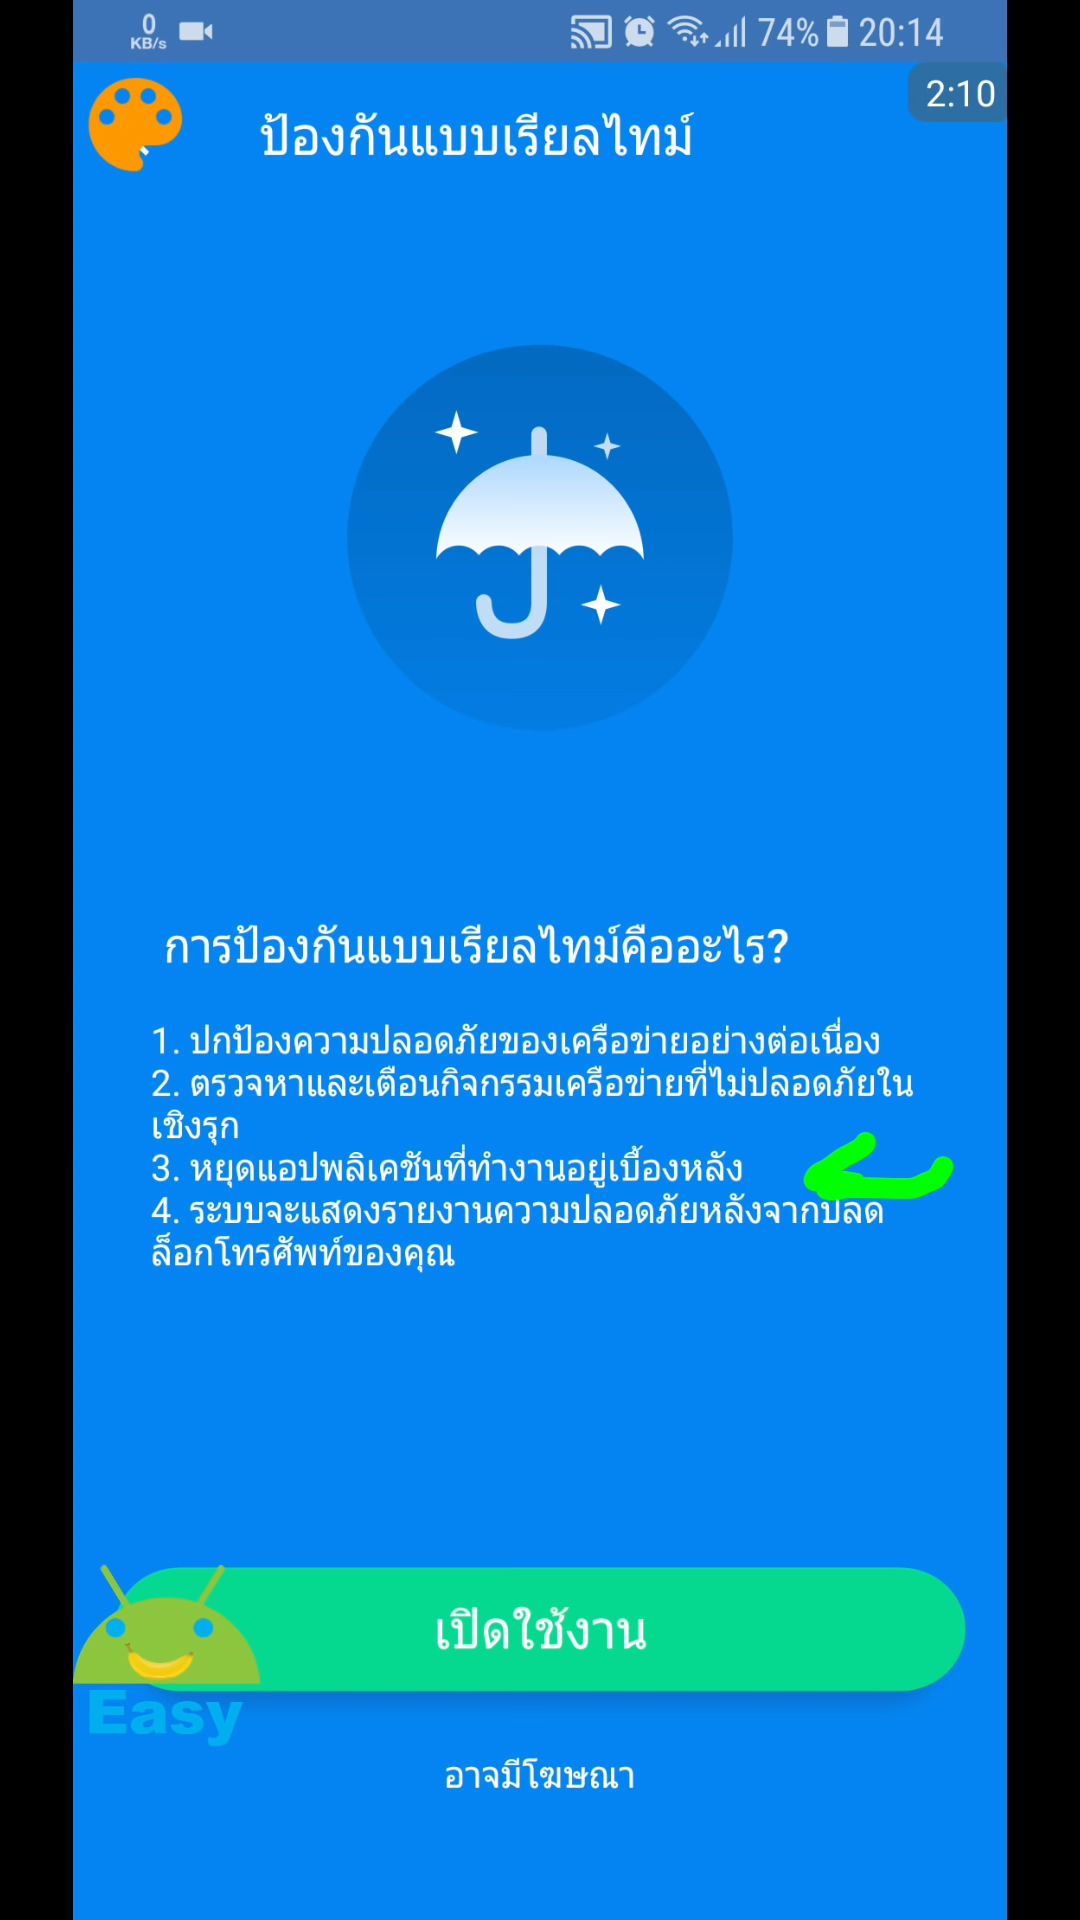 0
KB/s
74%
20:14
2:10
ป้องกันแบบเรียลไทม์
การป้องกันแบบเรียลไทม์คืออะไร?
1. ปกป้องความปลอดภัยของเครือข่ายอย่างต่อเนื่อง
2. ตรวจหาและเตือนกิจกรรมเครือข่ายที่ไม่ปลอดภัยใน
เชิงรุก
3. หยุดแอปพลิเคชันที่ทำงานอยู่เบื้องหลัง
4. ระบบจะแสดงรายงานความปลอดภัยหลังจากปลด
ล็อกโทรศัพท์ของคุณ
เปิดใช้งาน
Easy
อาจมีโฆษณา